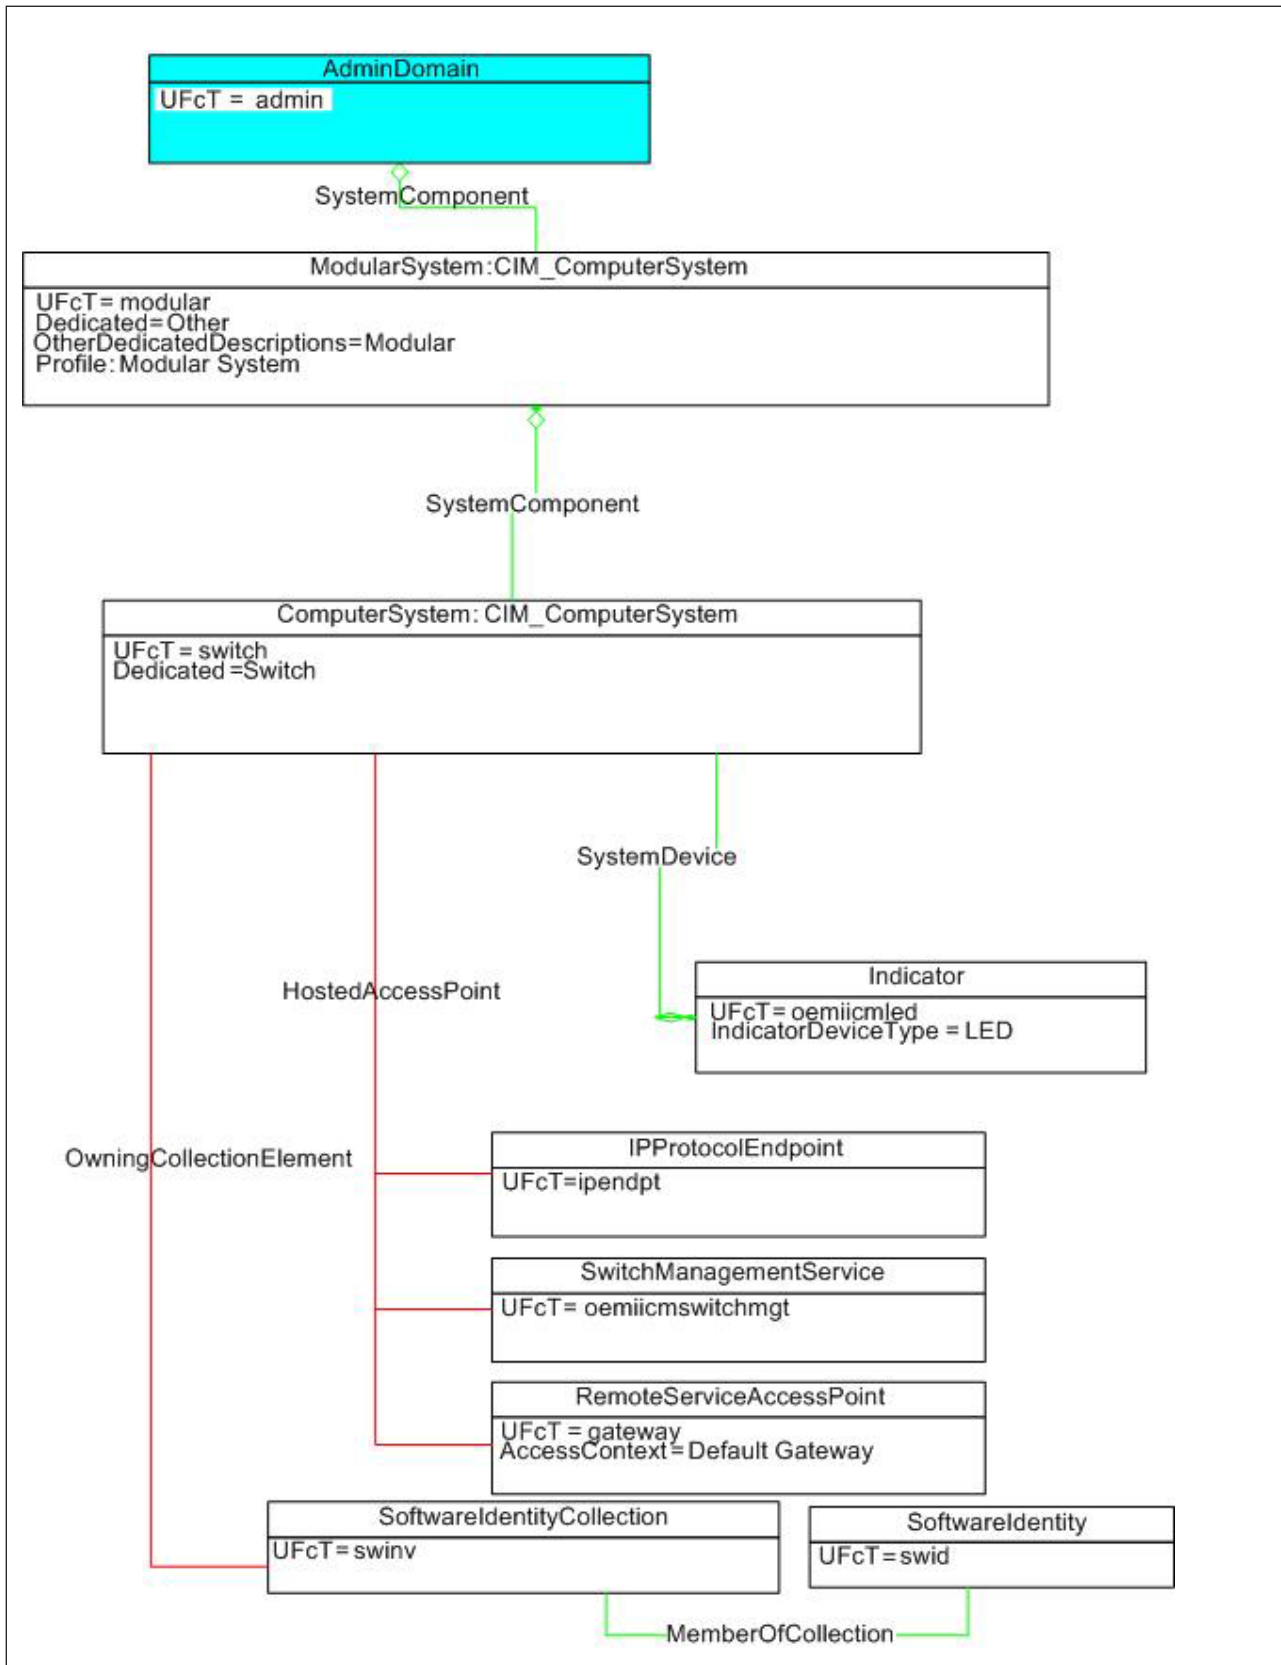 AdminDomain
UFcT = admin
SystemComponent
ModularSystem:CIM_ComputerSystem
UFcT= modular
Dedicated=Other
OtherDedicatedDescriptions=Modular
Profile: Modular System
SystemComponent
ComputerSystem: CIM_ComputerSystem
UFcT = switch
Dedicated =Switch
SystemDevice
Indicator
UFcT= oemiicmled
IndicatorDeviceType = LED
HostedAccessPoint
IPProtocolEndpoint
UFcT=ipendpt
OwningCollectionElement
SwitchManagementService
UFcT= oemiicmswitchmgt
RemoteServiceAccessPoint
UFcT = gateway
AccessContext=Default Gateway
SoftwareIdentityCollection
UFcT= swinv
SoftwareIdentity
UFcT=swid
MemberOfCollection